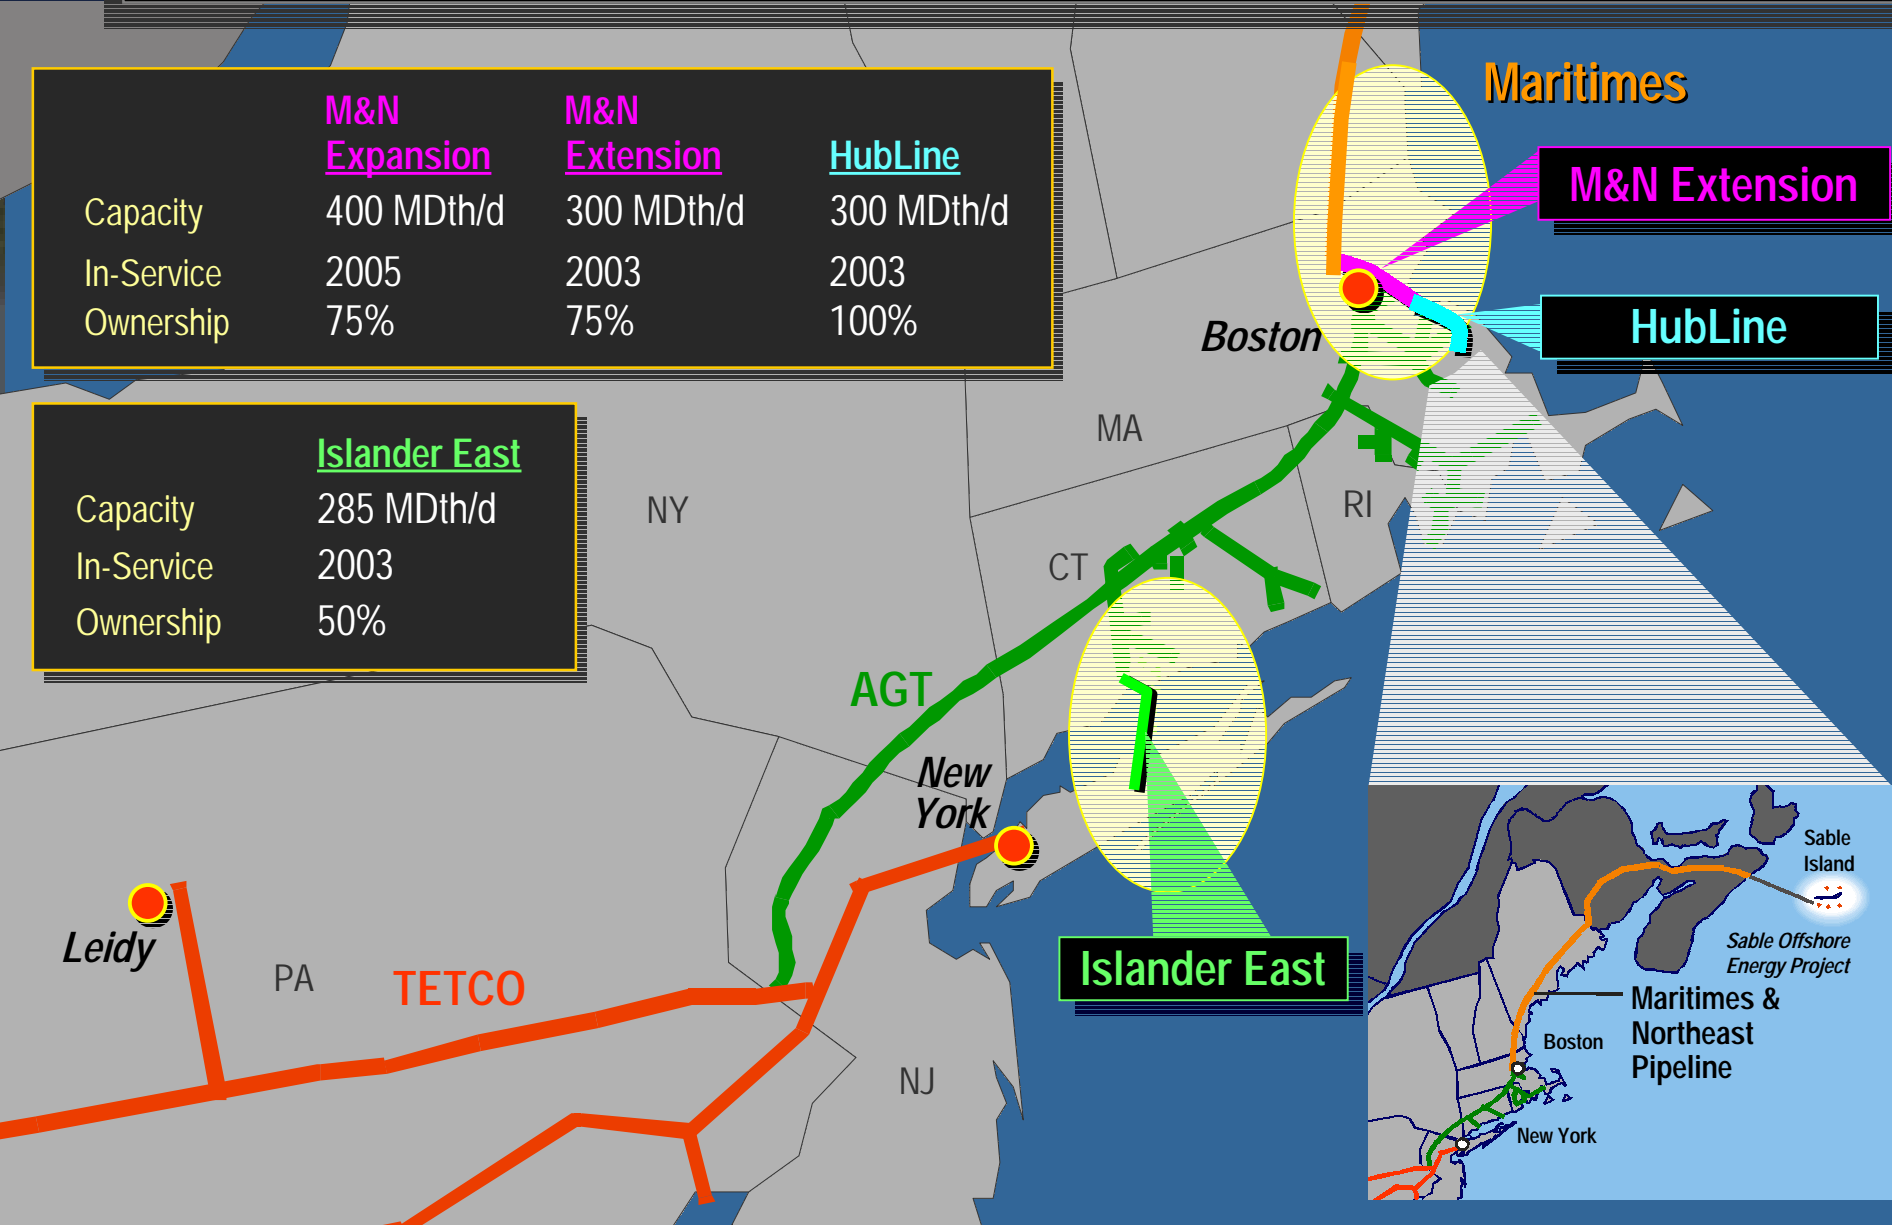 Maritimes
M&N M&N
Expansion Extension HubLine
Capacity 400 MDth/d 300 MDth/d 300 MDth/d
In-Service 2005 2003 2003
Ownership 75% 75% 100%
M&N Extension
HubLine
Boston
Islander East
Capacity 285 MDth/d
In-Service 2003
Ownership 50%
MA
NY
RI
CT
AGT
New
York
Leidy
PA
TETCO
Islander East
NJ
Sable
Island
Sable Offshore
Energy Project
Maritimes &
Northeast
Pipeline
Boston
New York